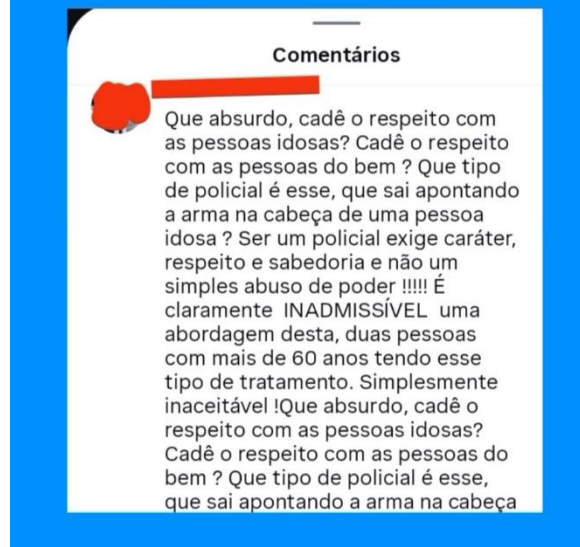 Comentários
Que absurdo, cadê o respeito com
as pessoas idosas? Cadê o respeito
com as pessoas do bem ? Que tipo
de policial é esse, que sai apontando
a arma na cabeça de uma pessoa
idosa ? Ser um policial exige caráter,
respeito e sabedoria e não um
simples abuso de poder !!!!! É
claramente  INADMISSÍVEL  uma
abordagem desta, duas pessoas
com mais de 60 anos tendo esse
tipo de tratamento. Simplesmente
inaceitável !Que absurdo, cadê o
respeito com as pessoas idosas?
Cadê o respeito com as pessoas do
bem ? Que tipo de policial é esse,
que sai apontando a arma na cabeça